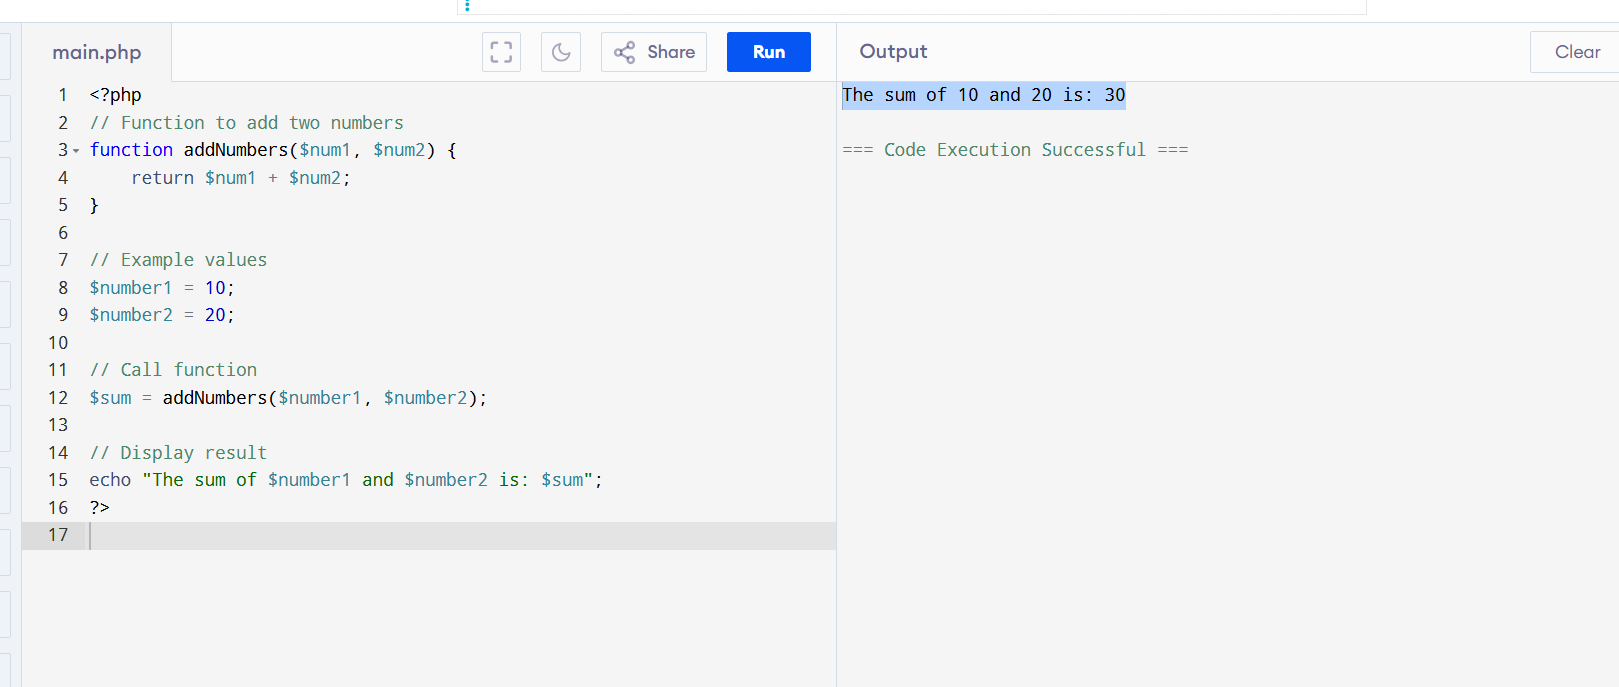 main.php
Share
Run
Output
Clear
1 <?php
2 // Function to add two numbers
3 function addNumbers($num1, $num2) {
4     return $num1 + $num2;
5 }
6
7 // Example values
8 $number1 = 10;
9 $number2 = 20;
10
11 // Call function
12 $sum = addNumbers($number1, $number2);
13
14 // Display result
15 echo "The sum of $number1 and $number2 is: $sum";
16 ?>
17
The sum of 10 and 20 is: 30
=== Code Execution Successful ===